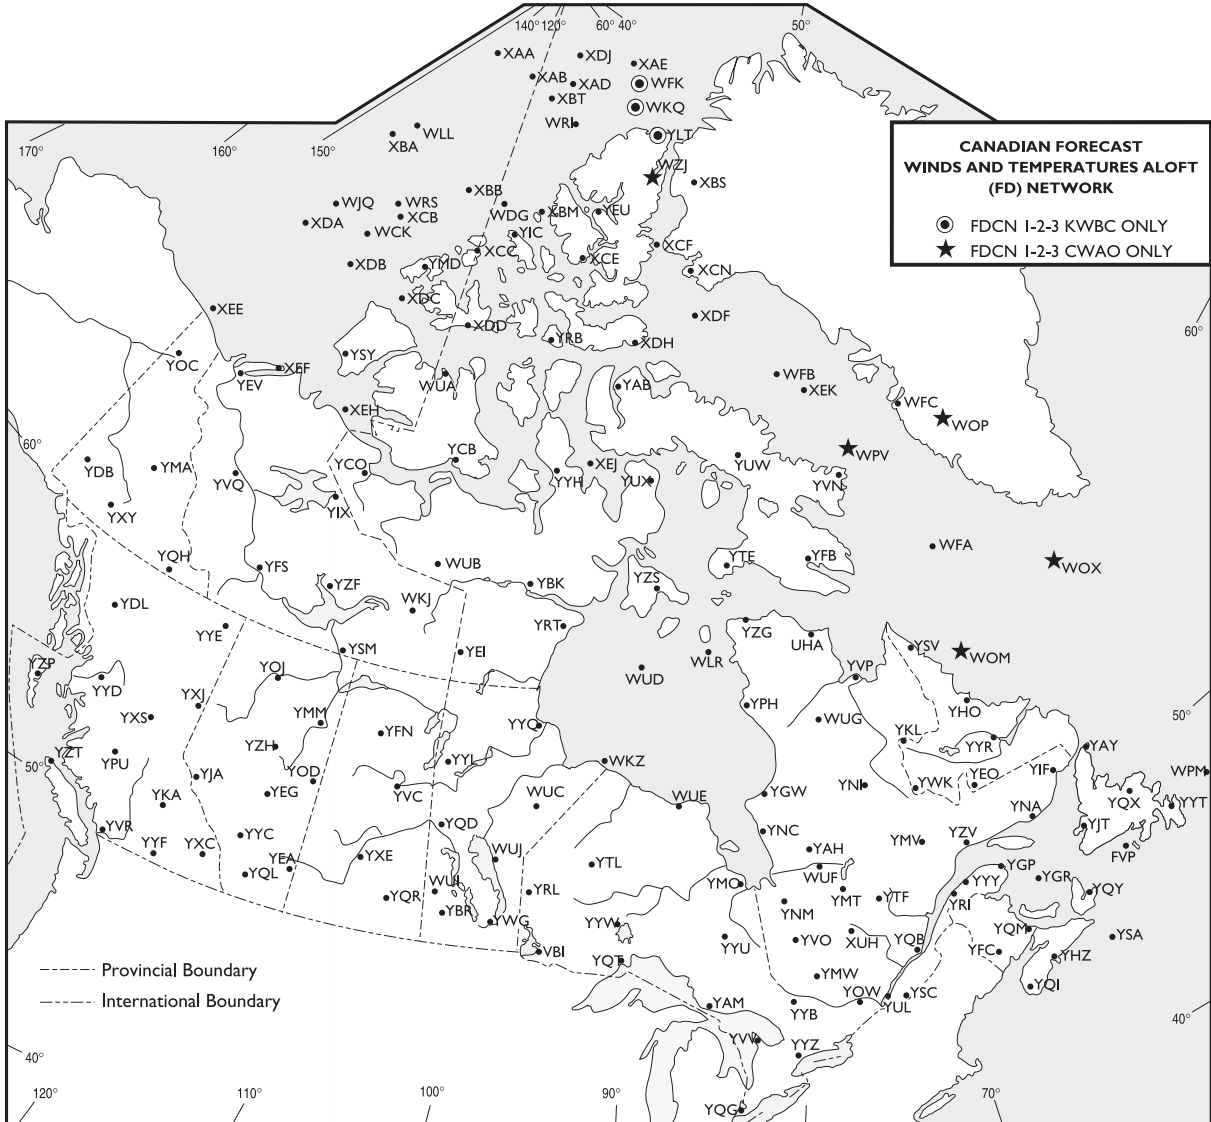 140° 120° 60° 40° 50°
XAA XDJ XAE
XAB XAD WFK
XBT WKQ
WRI YLT
WLL XBA
170° 160° 150°
CANADIAN FORECAST
WINDS AND TEMPERATURES ALOFT
(FD) NETWORK
FDCN 1-2-3 KWBC ONLY
FDCN 1-2-3 CWAO ONLY
WZJ XBS
XBB
WJQ WRS WDG XBM YEU
XDA XCB
WCK YIC
XCC XCF
XDB YMD XCE XCN
XDC
XEE XDF
XDD 60°
YRB XDH
YOC YSY
YEV XEF WUA WFB
YAB XEK
XEH WFC
WOP
60°
YDB YMA YVQ YCO YCB YYH XEJ YUW WPV
YUX YVN
YXY YIX
WFA
YQH YFS WUB YTE YFB WOX
YZF YBK YZS
YDL WKJ
YYE YRT YZG
UHA
YSM YEI WLR YSV WOM
YZP YYD YOJ WUD YVP
YXJ YPH YHO
YXS YMM YYQ WUG 50°
YFN YKL YYR
YZH YAY
YZT YPU YYL WKZ
50° YJA YOD YIF WPM
YEG YVC YNI YWK YEO
YKA WUC WUE YGW YQX YYT
YNA
YVR YYC YQD YNC YMV YZV YJT
YYF YXC YEA YXE WUJ YAH FVP
YQL YTL WUF YGP
YMO YYY YGR YQY
YQR WUI YRL YMT YTF YRI
YBR YNM
YWG YYW YQM
YYU YVO XUH YQB YSA
VBI YFC YHZ
YQT
Provincial Boundary
YMW YQI
International Boundary
YAM YYB YOW YUL YSC
40°
YVV YYZ
40°
120° 110° 100° 90° 70°
YQG